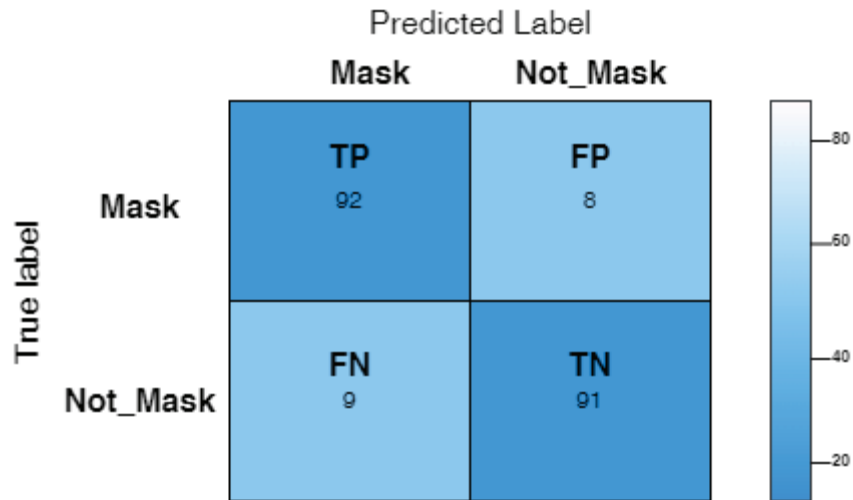 Predicted Label
Mask Not_Mask
TP FP
92 8
Mask
True label
FN TN
9 91
Not_Mask
80
60
40
20